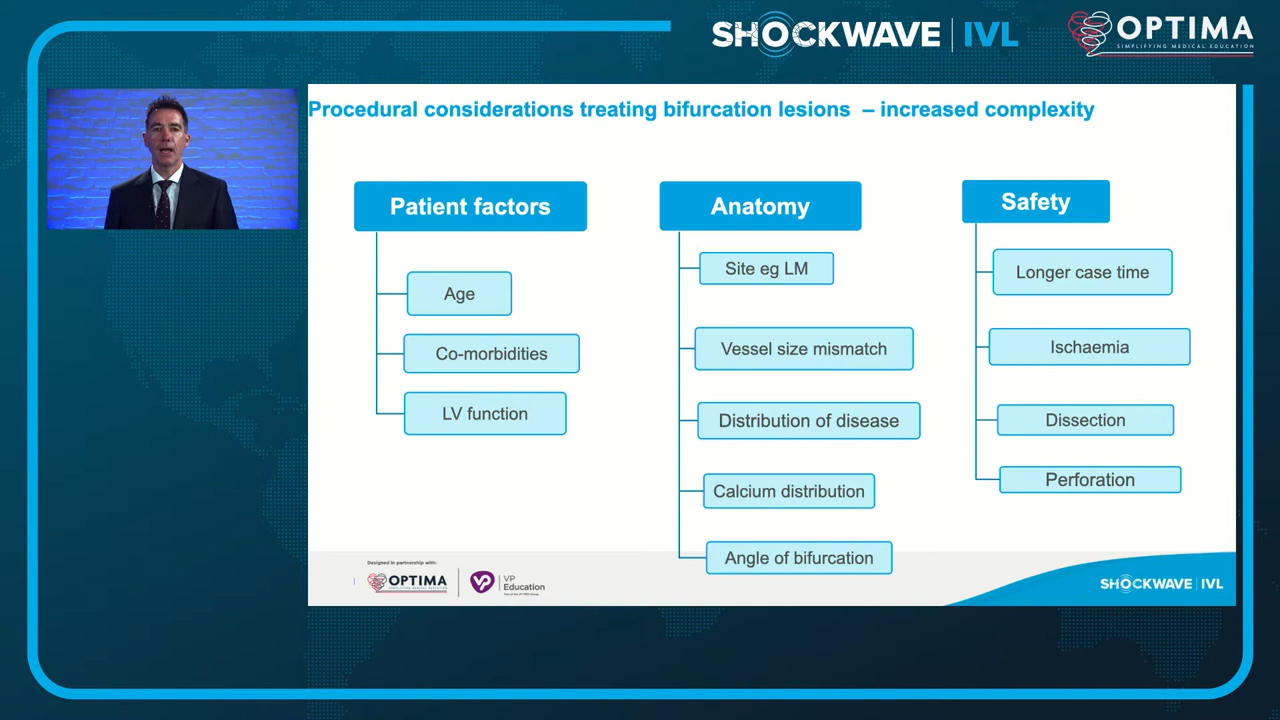 SHOCKWAVE IVL
OPTIMA
SIMPLIFYING MEDICAL EDUCATION
Procedural considerations treating bifurcation lesions – increased complexity
Patient factors
Age
Co-morbidities
LV function
Anatomy
Site eg LM
Vessel size mismatch
Distribution of disease
Calcium distribution
Angle of bifurcation
Safety
Longer case time
Ischaemia
Dissection
Perforation
Designed in partnership with:
OPTIMA
VP
VP
Education
SHOCKWAVE IVL